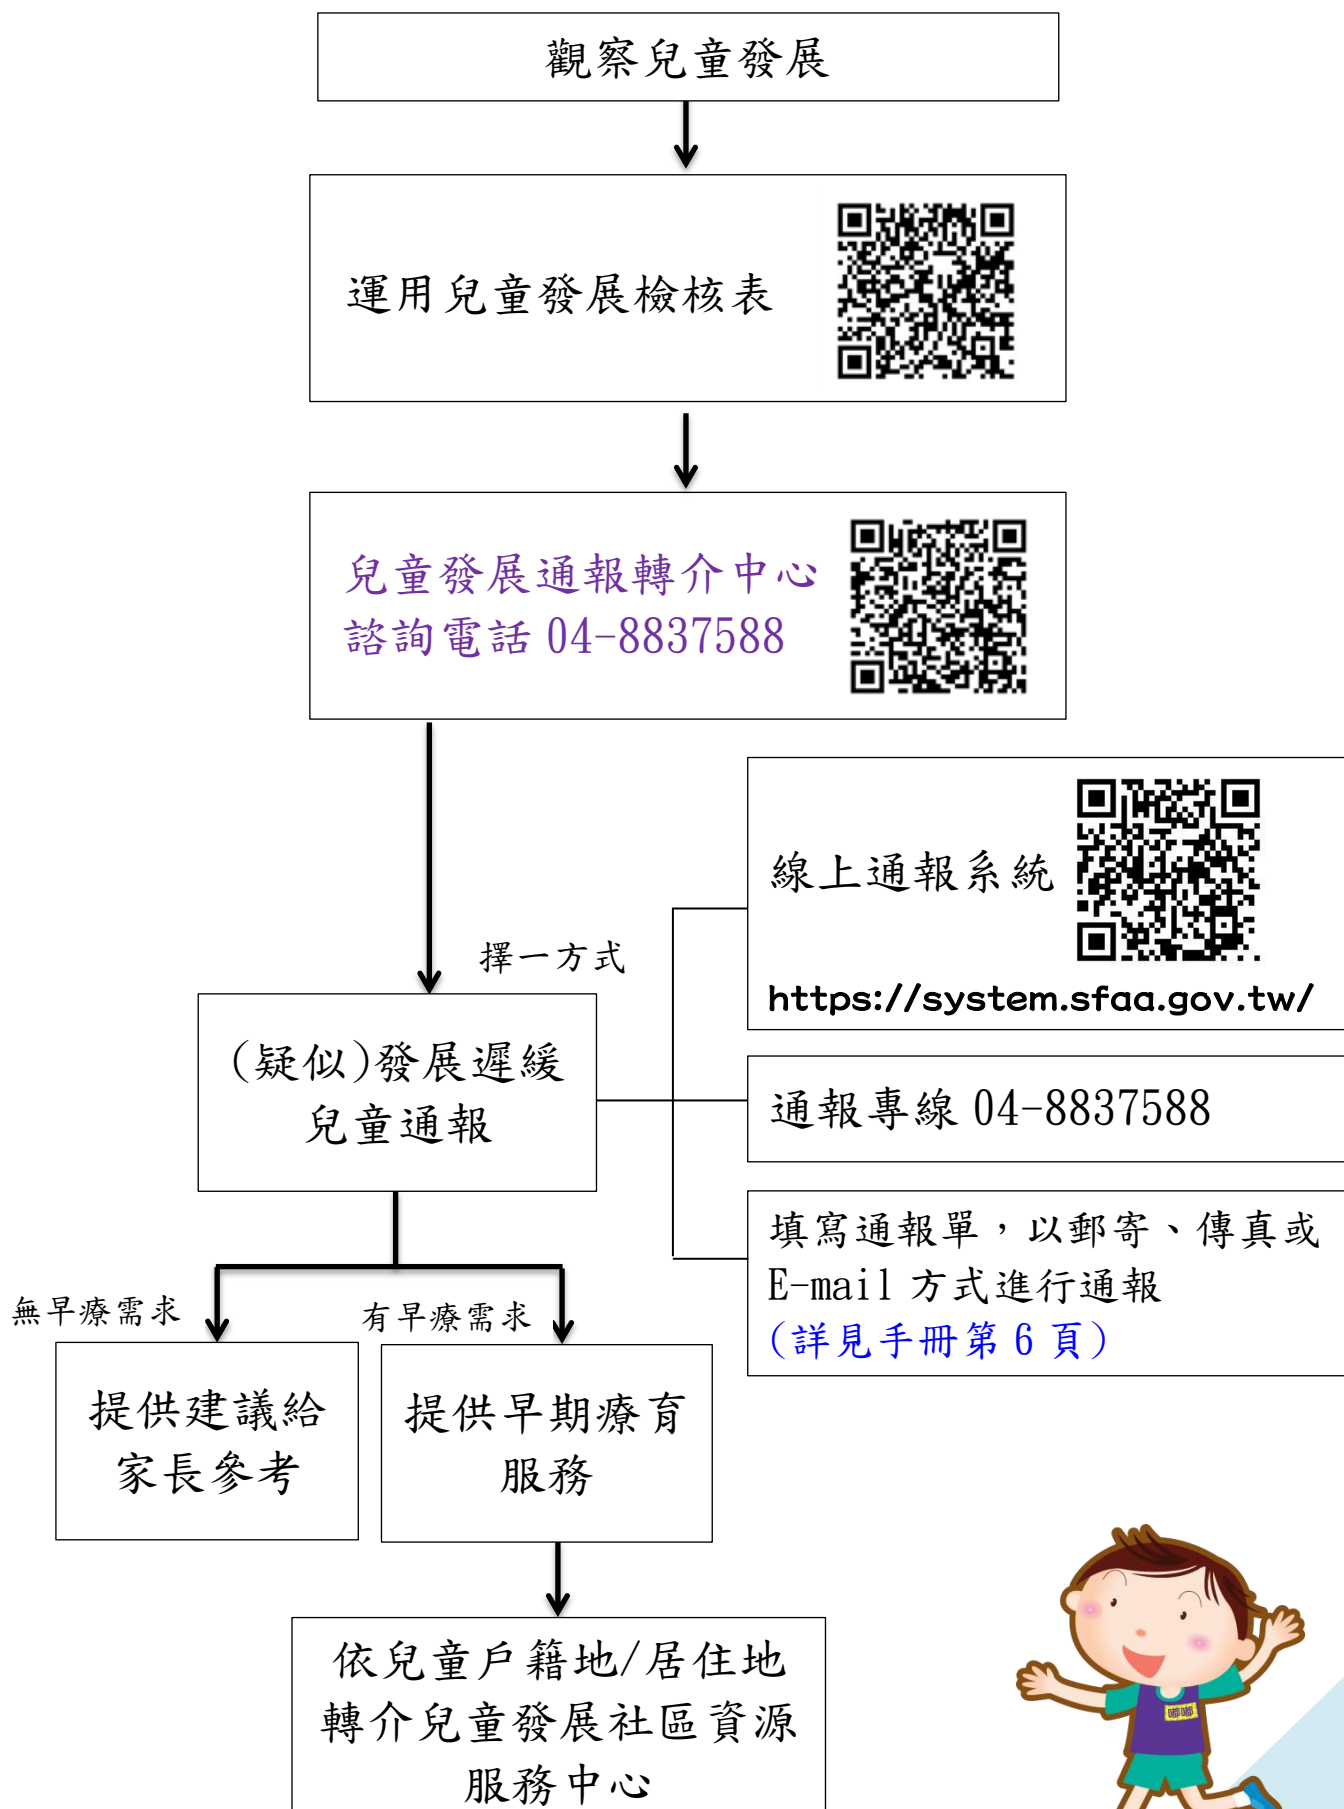 觀察兒童發展
運用兒童發展檢核表
兒童發展通報轉介中心
諮詢電話 04-8837588
線上通報系統
https://system.sfaa.gov.tw/
擇一方式
(疑似)發展遲緩
兒童通報
通報專線 04-8837588
填寫通報單，以郵寄、傳真或
E-mail 方式進行通報
(詳見手冊第 6 頁)
無早療需求
有早療需求
提供建議給
家長參考
提供早期療育
服務
依兒童戶籍地/居住地
轉介兒童發展社區資源
服務中心
嘟嘟